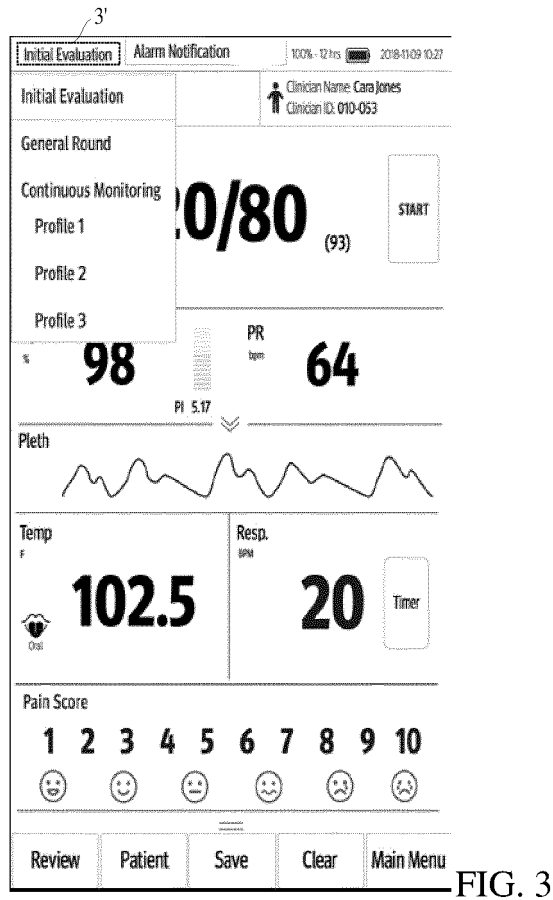 3'
Initial Evaluation Alarm Notification 100% - 12 hrs 2018-11-09 10:27
Initial Evaluation
Clinician Name: Cara Jones
Clinician ID: 010-053
General Round
Continuous Monitoring
Profile 1
Profile 2
Profile 3
20/80 (93) START
% 98
PI 5.17
PR
bpm 64
Pleth
Temp
F
102.5
Oral
Resp.
BPM
20 Timer
Pain Score
1 2 3 4 5 6 7 8 9 10
Review Patient Save Clear Main Menu
FIG. 3